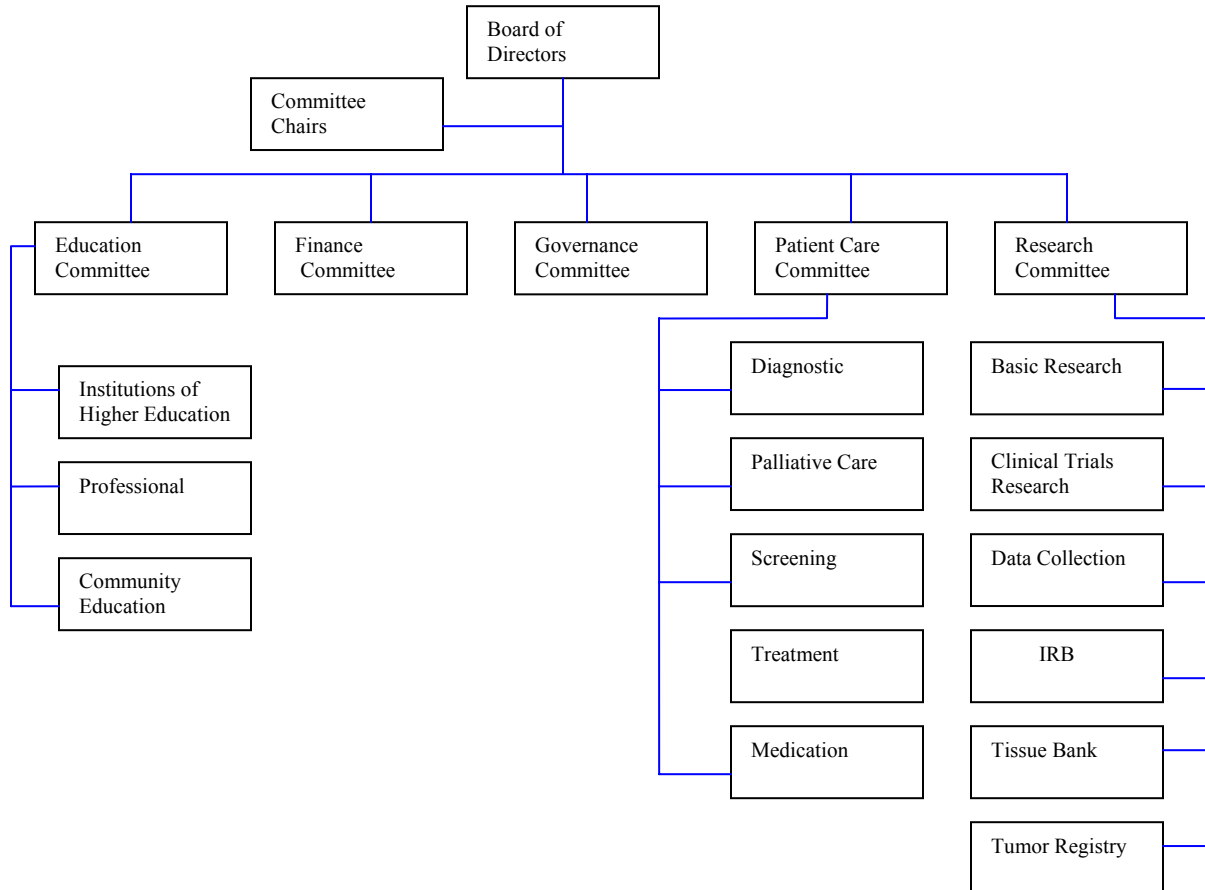 Board of
Directors
Committee
Chairs
Education
Committee
Finance
Committee
Governance
Committee
Patient Care
Committee
Research
Committee
Institutions of
Higher Education
Professional
Community
Education
Diagnostic
Palliative Care
Screening
Treatment
Medication
Basic Research
Clinical Trials
Research
Data Collection
IRB
Tissue Bank
Tumor Registry